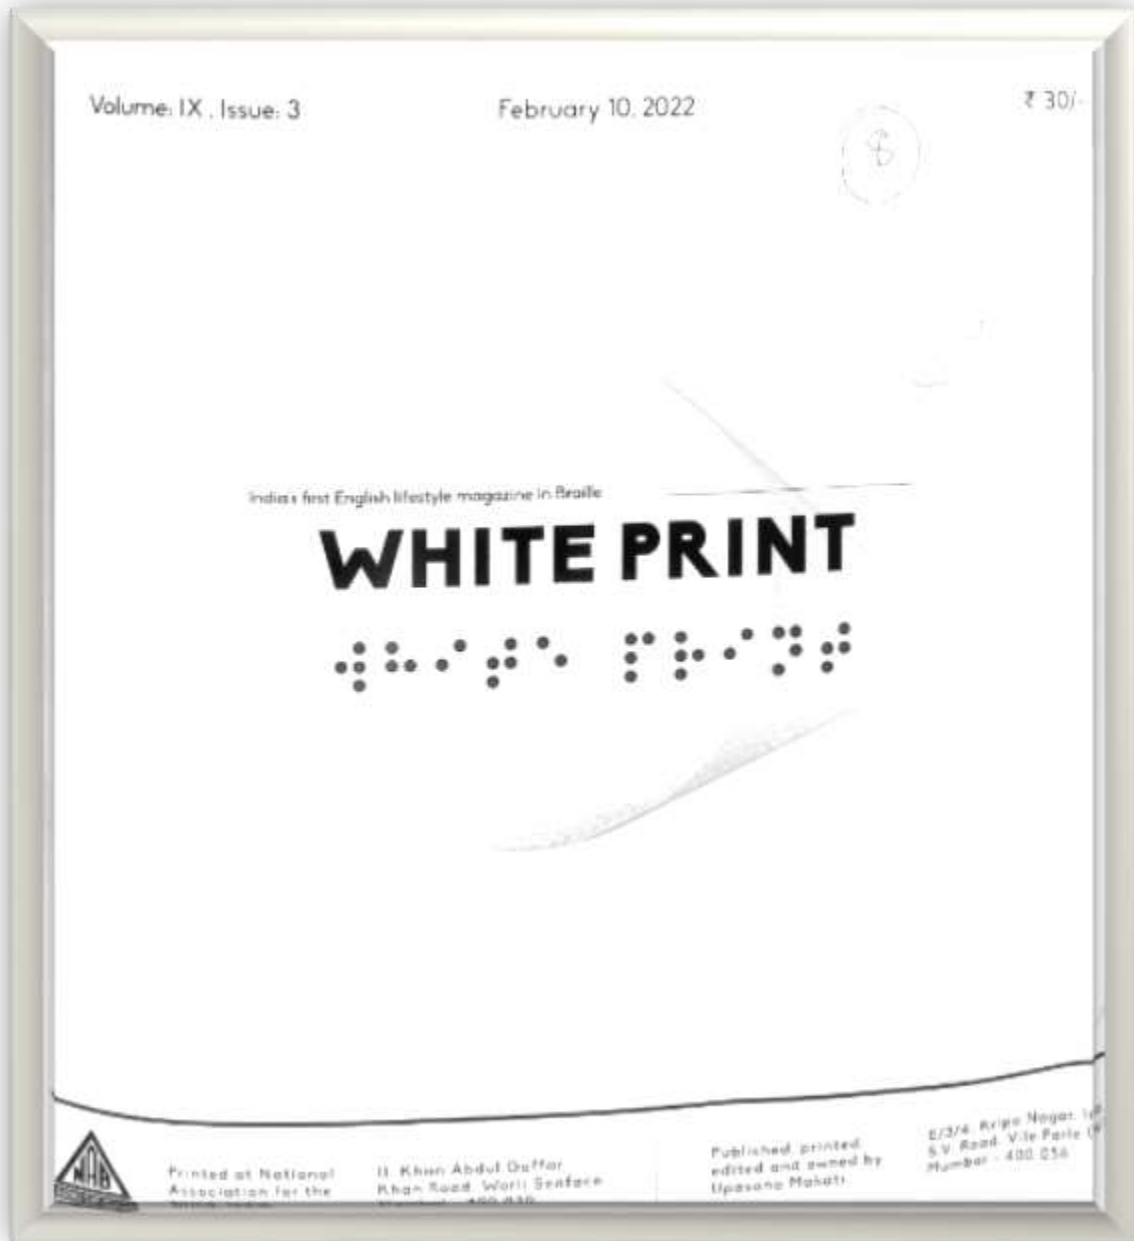 Volume: IX , Issue: 3
February 10, 2022
₹ 30/-
8
India's first English lifestyle magazine in Braille
WHITE PRINT
⠺⠓⠊⠞⠑ ⠏⠗⠊⠝⠞
NAB
Printed at National
Association for the
11, Khan Abdul Gaffar
Khan Road, Worli Seaface
Published, printed,
edited and owned by
Upasana Makati
E/3/4, Kripa Nagar,
S.V. Road, Vile Parle
Mumbai - 400 056